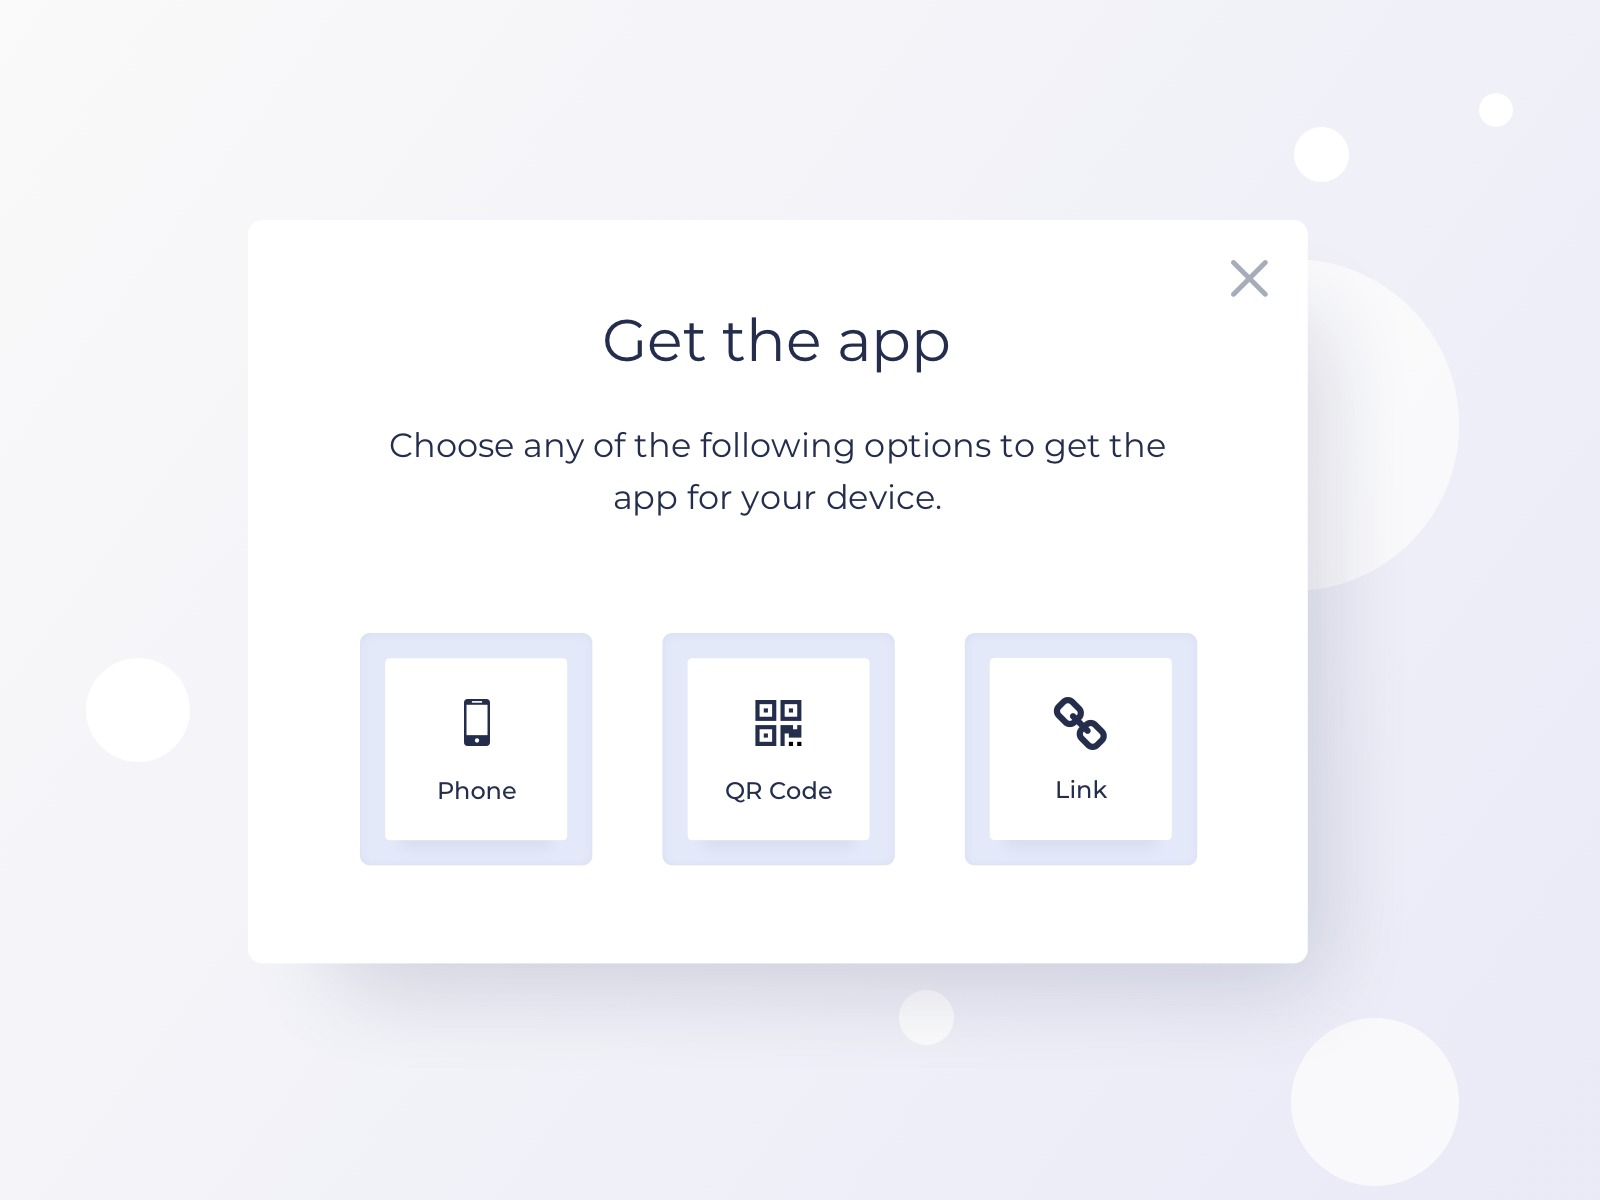 Get the app
Choose any of the following options to get the
app for your device.
Phone
QR Code
Link